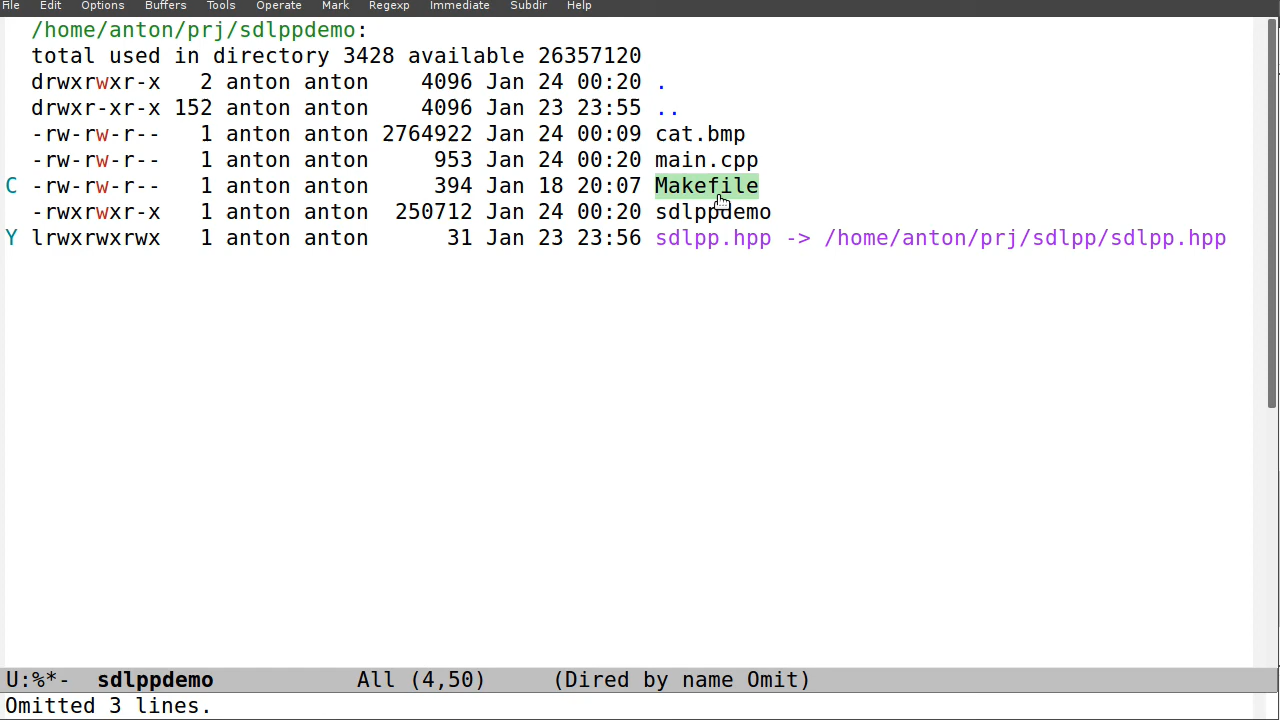 File Edit Options Buffers Tools Operate Mark Regexp Immediate Subdir Help
/home/anton/prj/sdlppdemo:
total used in directory 3428 available 26357120
drwxrwxr-x   2 anton anton    4096 Jan 24 00:20 .
drwxr-xr-x 152 anton anton    4096 Jan 23 23:55 ..
-rw-rw-r--   1 anton anton 2764922 Jan 24 00:09 cat.bmp
-rw-rw-r--   1 anton anton     953 Jan 24 00:20 main.cpp
C -rw-rw-r--   1 anton anton     394 Jan 18 20:07 Makefile
-rwxrwxr-x   1 anton anton  250712 Jan 24 00:20 sdlppdemo
Y lrwxrwxrwx   1 anton anton      31 Jan 23 23:56 sdlpp.hpp -> /home/anton/prj/sdlpp/sdlpp.hpp
U:%*-  sdlppdemo           All (4,50)     (Dired by name Omit)
Omitted 3 lines.